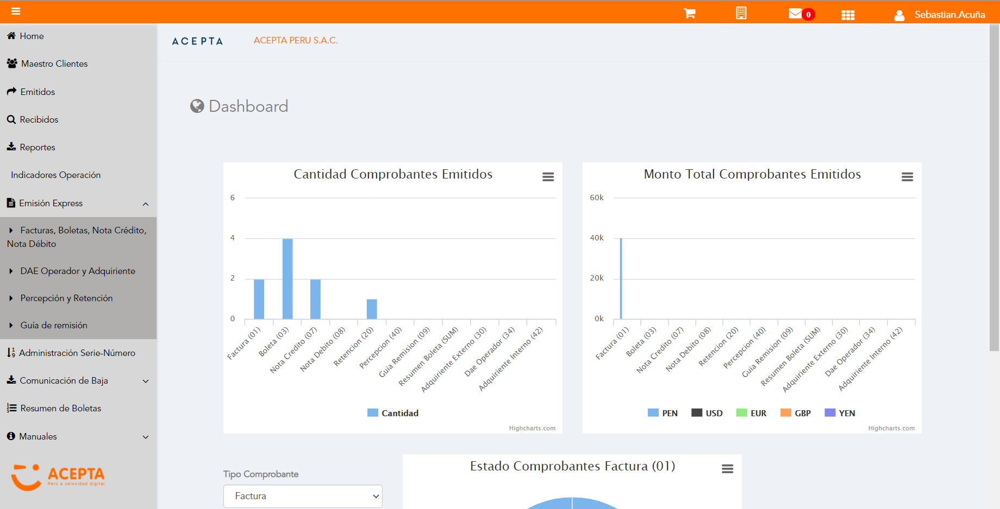 0
Sebastian.Acuña
Home
Maestro Clientes
Emitidos
Recibidos
Reportes
Indicadores Operación
Emisión Express
Facturas, Boletas, Nota Crédito,
Nota Débito
DAE Operador y Adquiriente
Percepción y Retención
Guía de remisión
Administración Serie-Número
Comunicación de Baja
Resumen de Boletas
Manuales
ACEPTA
Perú a velocidad digital
ACEPTA
ACEPTA PERU S.A.C.
Dashboard
Cantidad Comprobantes Emitidos
6
4
2
0
Factura (01)
Boleta (03)
Nota Credito (07)
Nota Debito (08)
Retencion (20)
Percepcion (40)
Guia Remision (09)
Resumen Boleta (SUM)
Adquiriente Externo (30)
Dae Operador (34)
Adquiriente Interno (42)
Cantidad
Highcharts.com
Monto Total Comprobantes Emitidos
60k
40k
20k
0k
Factura (01)
Boleta (03)
Nota Credito (07)
Nota Debito (08)
Retencion (20)
Percepcion (40)
Guia Remision (09)
Resumen Boleta (SUM)
Adquiriente Externo (30)
Dae Operador (34)
Adquiriente Interno (42)
PEN USD EUR GBP YEN
Highcharts.com
Tipo Comprobante
Factura
Estado Comprobantes Factura (01)